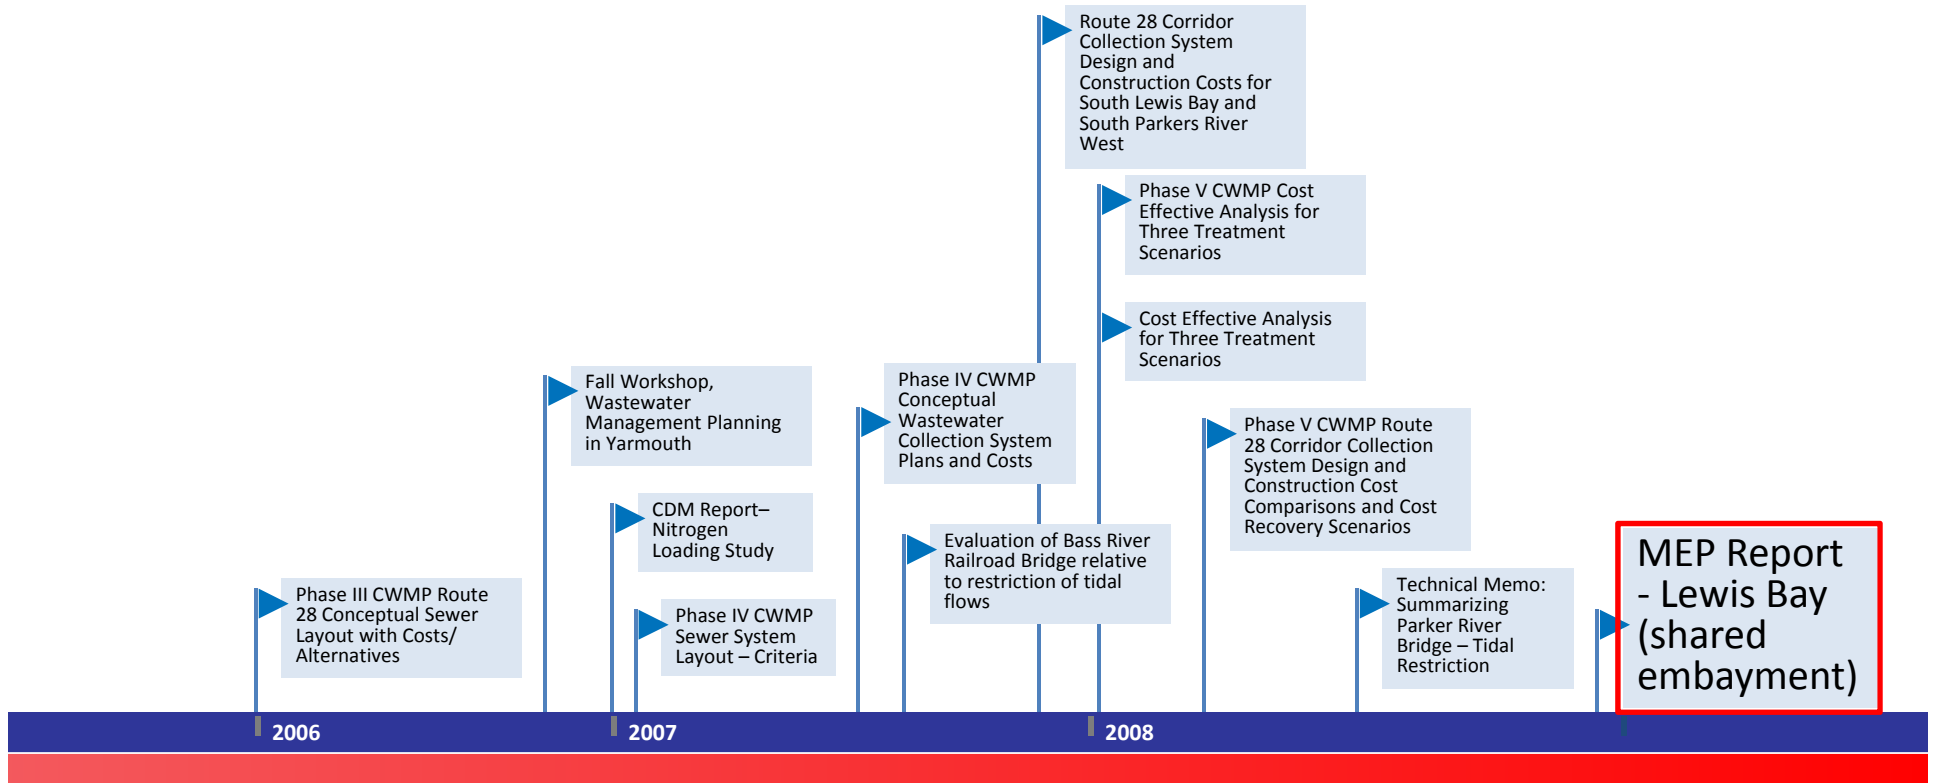 Route 28 Corridor
Collection System
Design and
Construction Costs for
South Lewis Bay and
South Parkers River
West
Phase V CWMP Cost
Effective Analysis for
Three Treatment
Scenarios
Cost Effective Analysis
for Three Treatment
Scenarios
Fall Workshop,
Wastewater
Management Planning
in Yarmouth
Phase IV CWMP
Conceptual
Wastewater
Collection System
Plans and Costs
Phase V CWMP Route
28 Corridor Collection
System Design and
Construction Cost
Comparisons and Cost
Recovery Scenarios
CDM Report–
Nitrogen
Loading Study
Evaluation of Bass River
Railroad Bridge relative
to restriction of tidal
flows
MEP Report
- Lewis Bay
(shared
embayment)
Phase III CWMP Route
28 Conceptual Sewer
Layout with Costs/
Alternatives
Phase IV CWMP
Sewer System
Layout – Criteria
Technical Memo:
Summarizing
Parker River
Bridge – Tidal
Restriction
2006
2007
2008